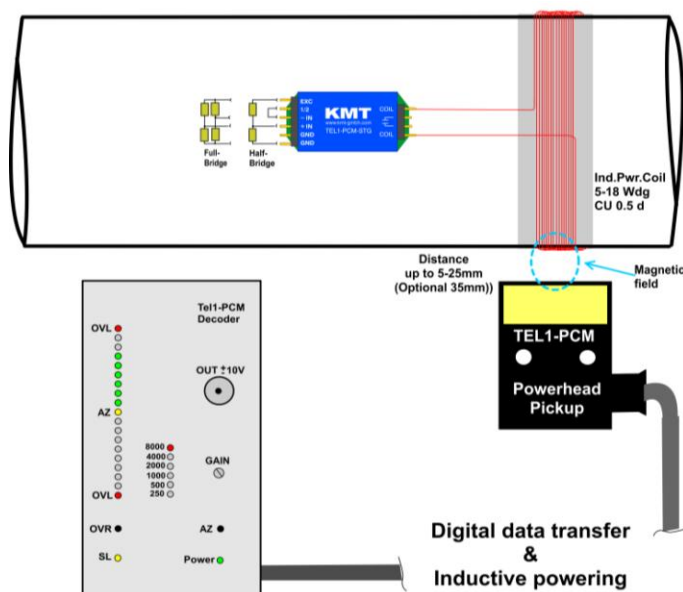 EXC
1/2
- IN
+ IN
GND
GND
KMT
TEL1-PCM-STG
COIL
COIL
Full-
Bridge
Half-
Bridge
Ind.Pwr.Coil
5-18 Wdg
CU 0.5 d
Distance
up to 5-25mm
(Optional 35mm))
Magnetic
field
TEL1-PCM
Powerhead
Pickup
Tel1-PCM
Decoder
OVL
OUT ±10V
AZ
8000
4000
2000
1000
500
250
GAIN
OVL
OVR
AZ
SL
Power
Digital data transfer
&
Inductive powering